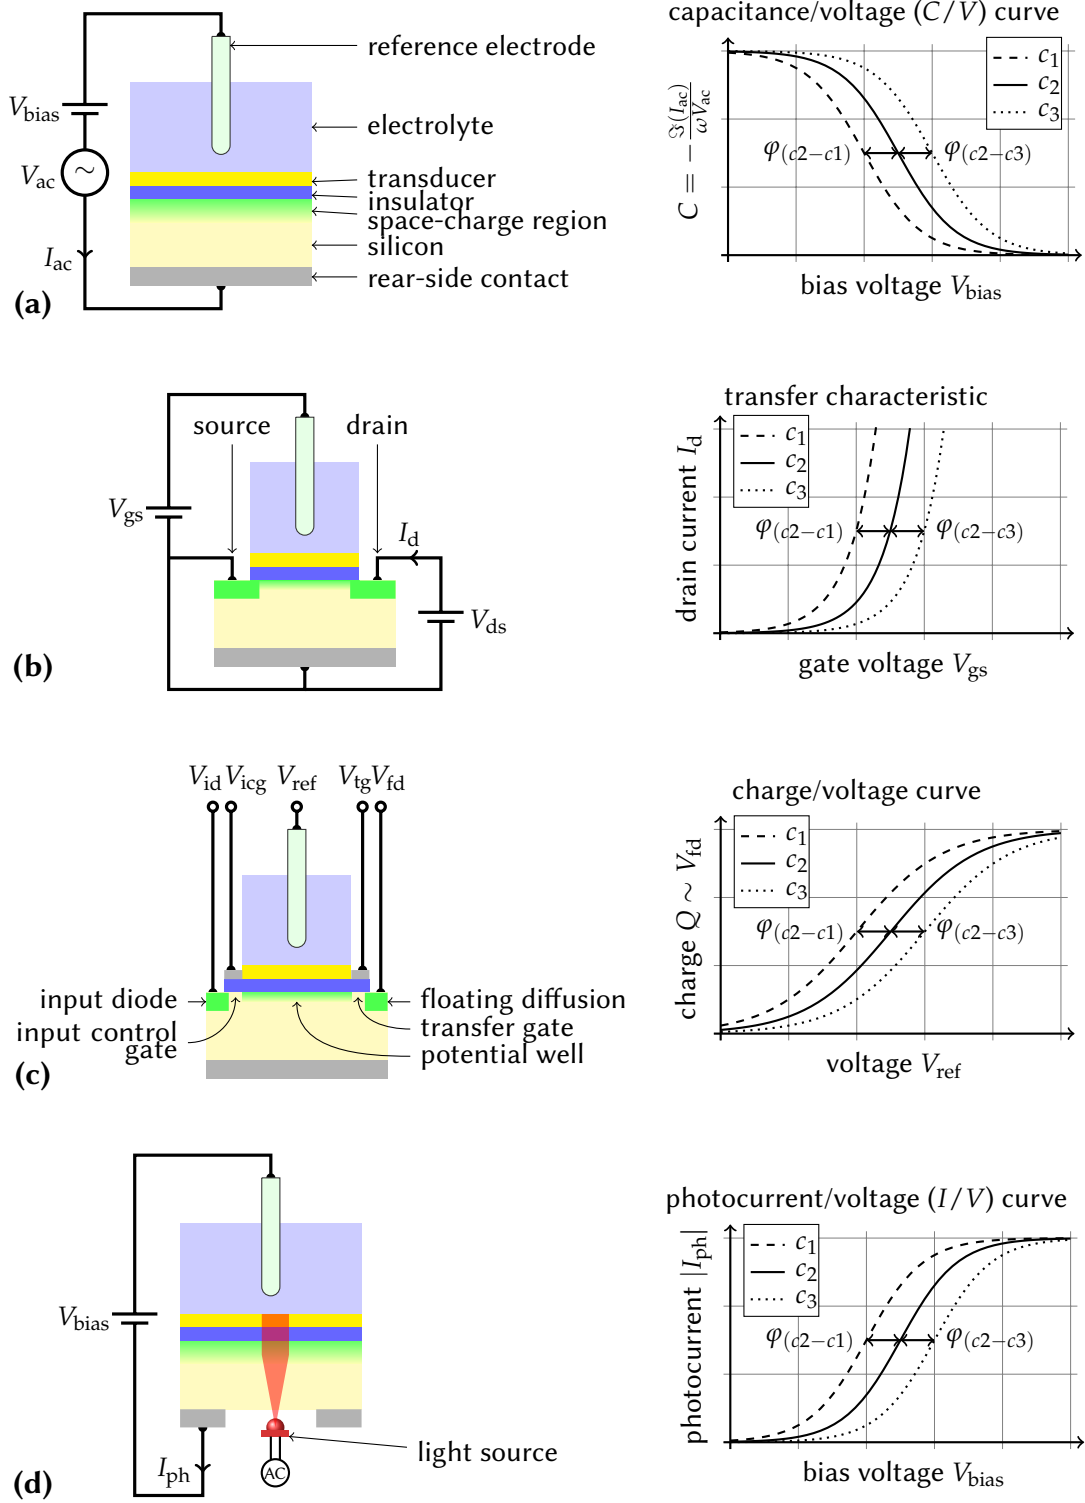 capacitance/voltage (C/V) curve
reference electrode
V_bias
electrolyte
V_ac
~
transducer
insulator
space-charge region
silicon
I_ac
rear-side contact
(a)
C = −ℑ(I_ac)/ωV_ac
c1
c2
c3
φ(c2−c1)
φ(c2−c3)
bias voltage V_bias
source
drain
V_gs
I_d
V_ds
(b)
transfer characteristic
drain current I_d
c1
c2
c3
φ(c2−c1)
φ(c2−c3)
gate voltage V_gs
V_id
V_icg
V_ref
V_tg
V_fd
input diode
input control
gate
floating diffusion
transfer gate
potential well
(c)
charge/voltage curve
charge Q ~ V_fd
c1
c2
c3
φ(c2−c1)
φ(c2−c3)
voltage V_ref
V_bias
I_ph
AC
light source
(d)
photocurrent/voltage (I/V) curve
photocurrent |I_ph|
c1
c2
c3
φ(c2−c1)
φ(c2−c3)
bias voltage V_bias